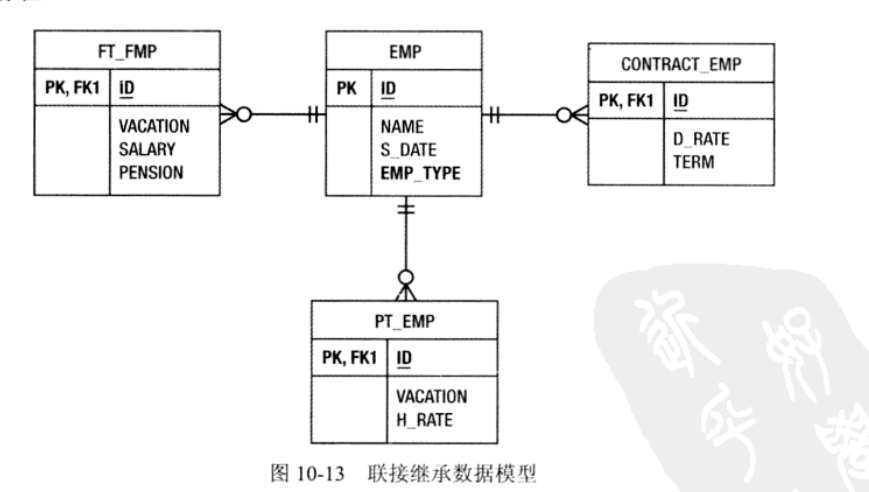 FT_FMP
PK, FK1 ID
VACATION
SALARY
PENSION
EMP
PK ID
NAME
S_DATE
EMP_TYPE
CONTRACT_EMP
PK, FK1 ID
D_RATE
TERM
PT_EMP
PK, FK1 ID
VACATION
H_RATE
图 10-13 联接继承数据模型